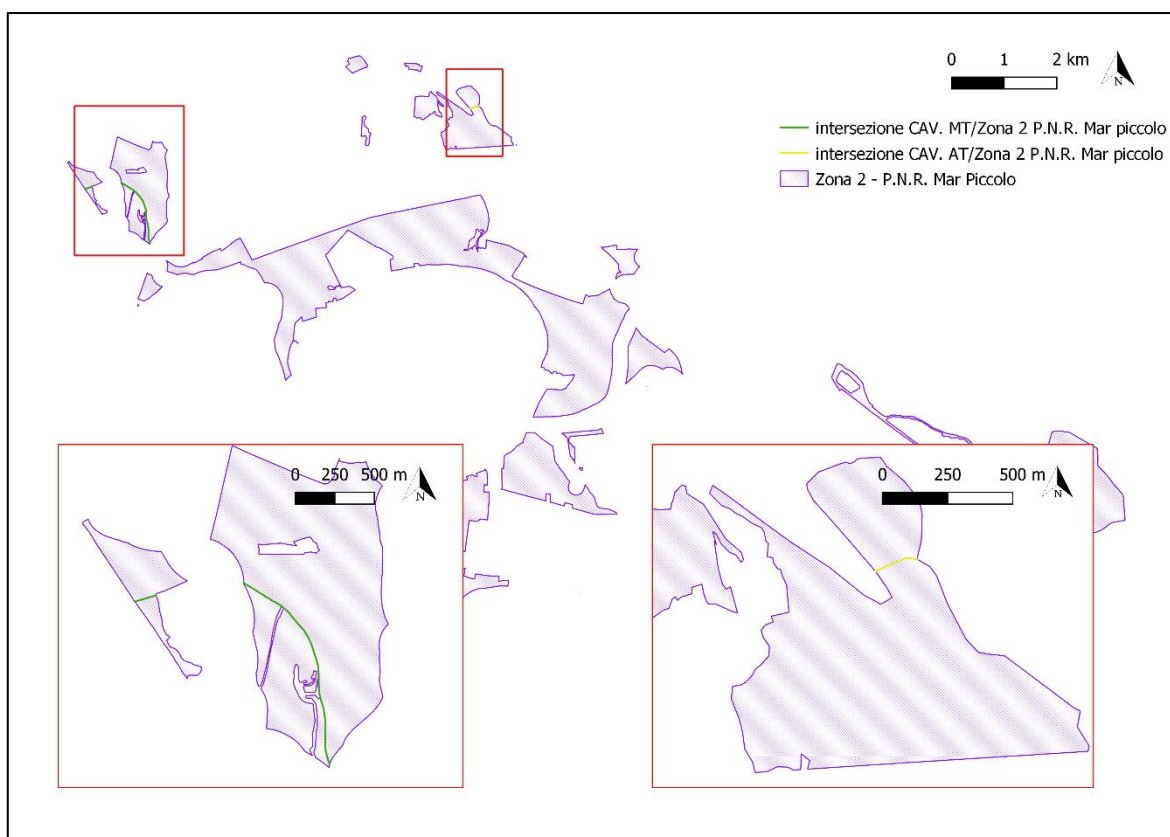 0 1 2 km
N
intersezione CAV. MT/Zona 2 P.N.R. Mar piccolo
intersezione CAV. AT/Zona 2 P.N.R. Mar piccolo
Zona 2 - P.N.R. Mar Piccolo
0 250 500 m
N
0 250 500 m
N